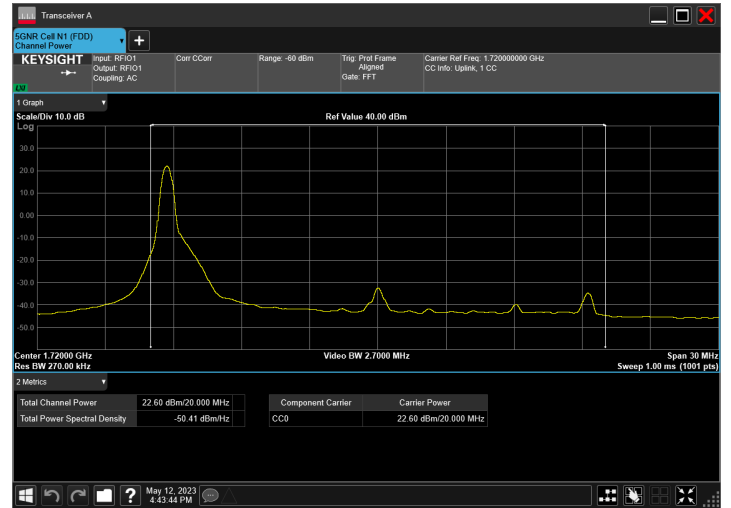 Transceiver A
5GNR Cell N1 (FDD)
Channel Power
KEYSIGHT
LXI
Input: RFIO1
Output: RFIO1
Coupling: AC
Corr CCorr
Range: -60 dBm
Trig: Prot Frame
Aligned
Gate: FFT
Carrier Ref Freq: 1.720000000 GHz
CC Info: Uplink, 1 CC
1 Graph
Scale/Div 10.0 dB
Ref Value 40.00 dBm
Log
30.0
20.0
10.0
0.00
-10.0
-20.0
-30.0
-40.0
-50.0
Center 1.72000 GHz
Video BW 2.7000 MHz
Span 30 MHz
Res BW 270.00 kHz
Sweep 1.00 ms (1001 pts)
2 Metrics
Total Channel Power 22.60 dBm/20.000 MHz
Total Power Spectral Density -50.41 dBm/Hz
Component Carrier Carrier Power
CC0 22.60 dBm/20.000 MHz
May 12, 2023
4:43:44 PM